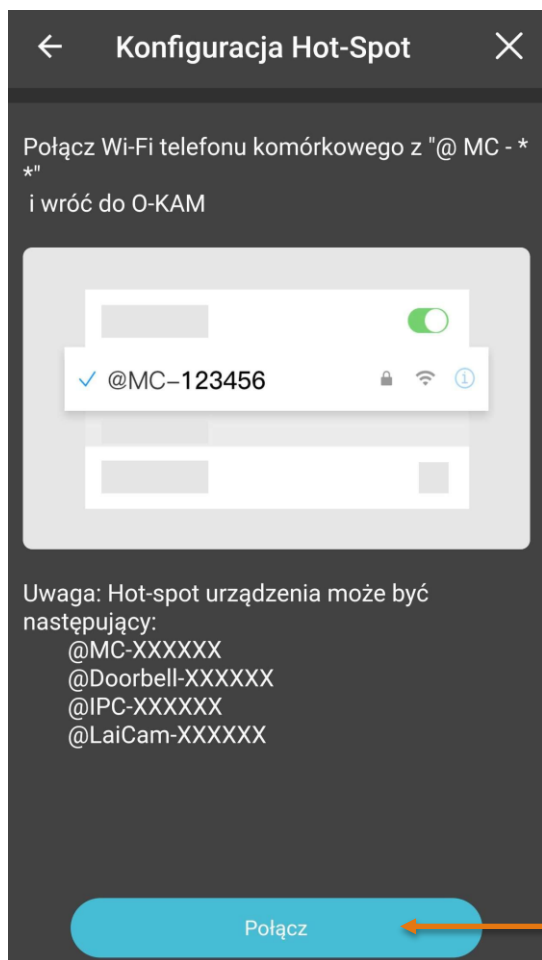 Konfiguracja Hot-Spot
Połącz Wi-Fi telefonu komórkowego z "@ MC - *
*"
i wróć do O-KAM
@MC–123456
Uwaga: Hot-spot urządzenia może być
następujący:
@MC-XXXXXX
@Doorbell-XXXXXX
@IPC-XXXXXX
@LaiCam-XXXXXX
Połącz